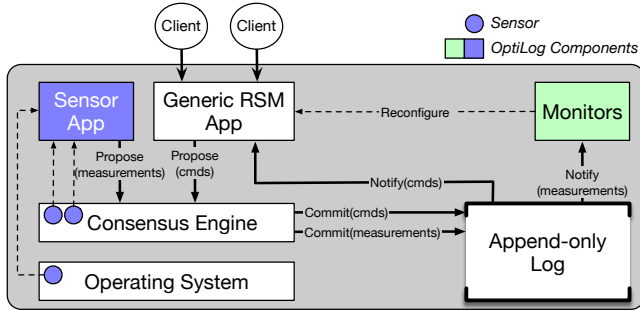 Client
Client
Sensor
OptiLog Components
Sensor
App
Generic RSM
App
Reconfigure
Monitors
Propose
(measurements)
Propose
(cmds)
Notify(cmds)
Notify
(measurements)
Consensus Engine
Commit(cmds)
Commit(measurements)
Append-only
Log
Operating System